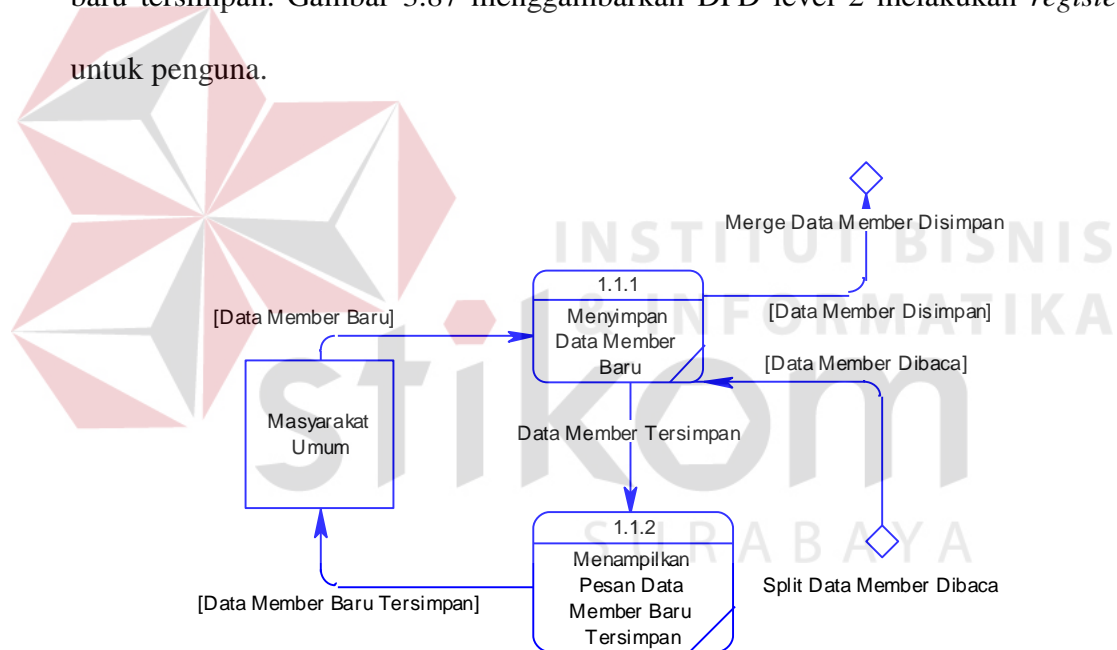 baru tersimpan. Gambar 3.87 menggambarkan DFD level 2 melakukan registe
untuk penguna.
Merge Data Member Disimpan
INSTITUT BISNIS
& INFORMATIKA
1.1.1
Menyimpan
Data Member
Baru
[Data Member Baru]
[Data Member Disimpan]
[Data Member Dibaca]
Masyarakat
Umum
stikom
Data Member Tersimpan
SURABAYA
1.1.2
Menampilkan
Pesan Data
Member Baru
Tersimpan
Split Data Member Dibaca
[Data Member Baru Tersimpan]